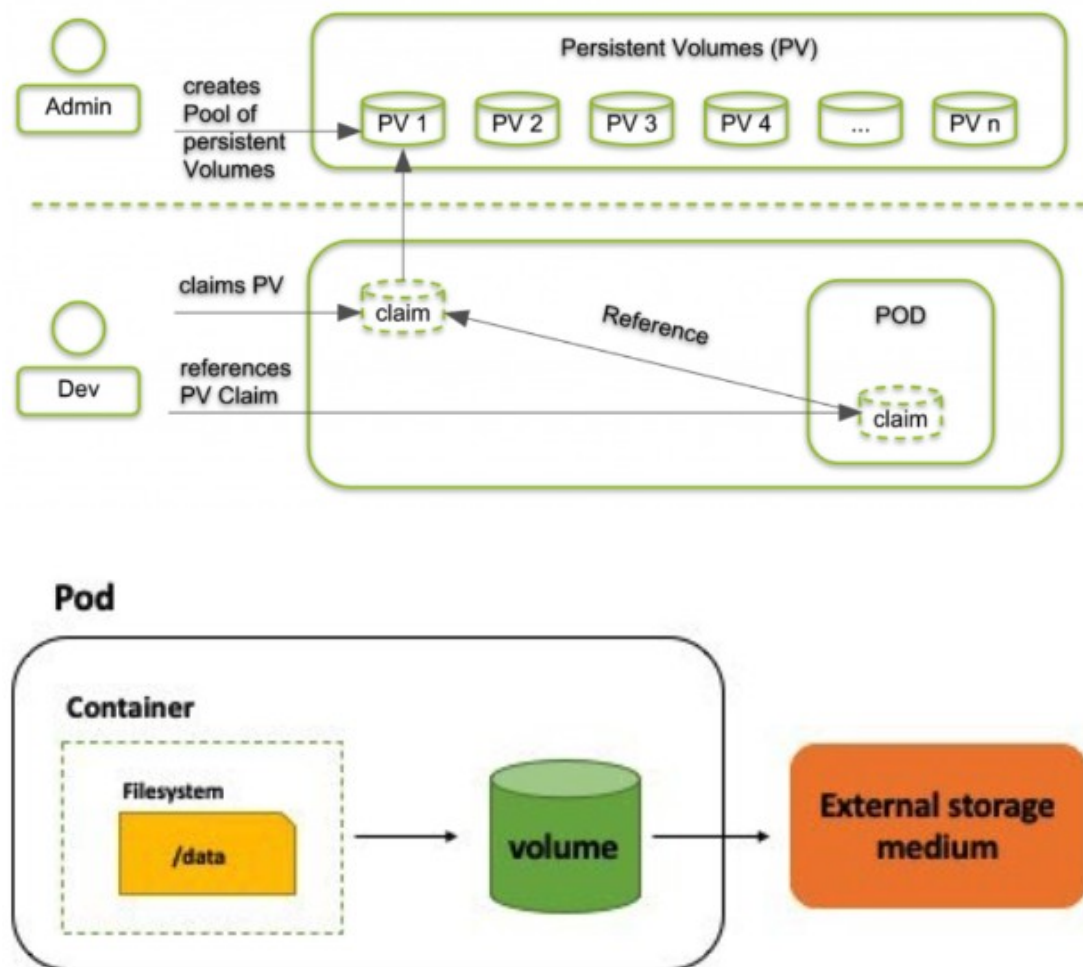 Persistent Volumes (PV)
Admin
creates
Pool of
persistent
Volumes
PV 1
PV 2
PV 3
PV 4
...
PV n
claims PV
claim
Reference
POD
Dev
references
PV Claim
claim
Pod
Container
Filesystem
/data
volume
External storage
medium